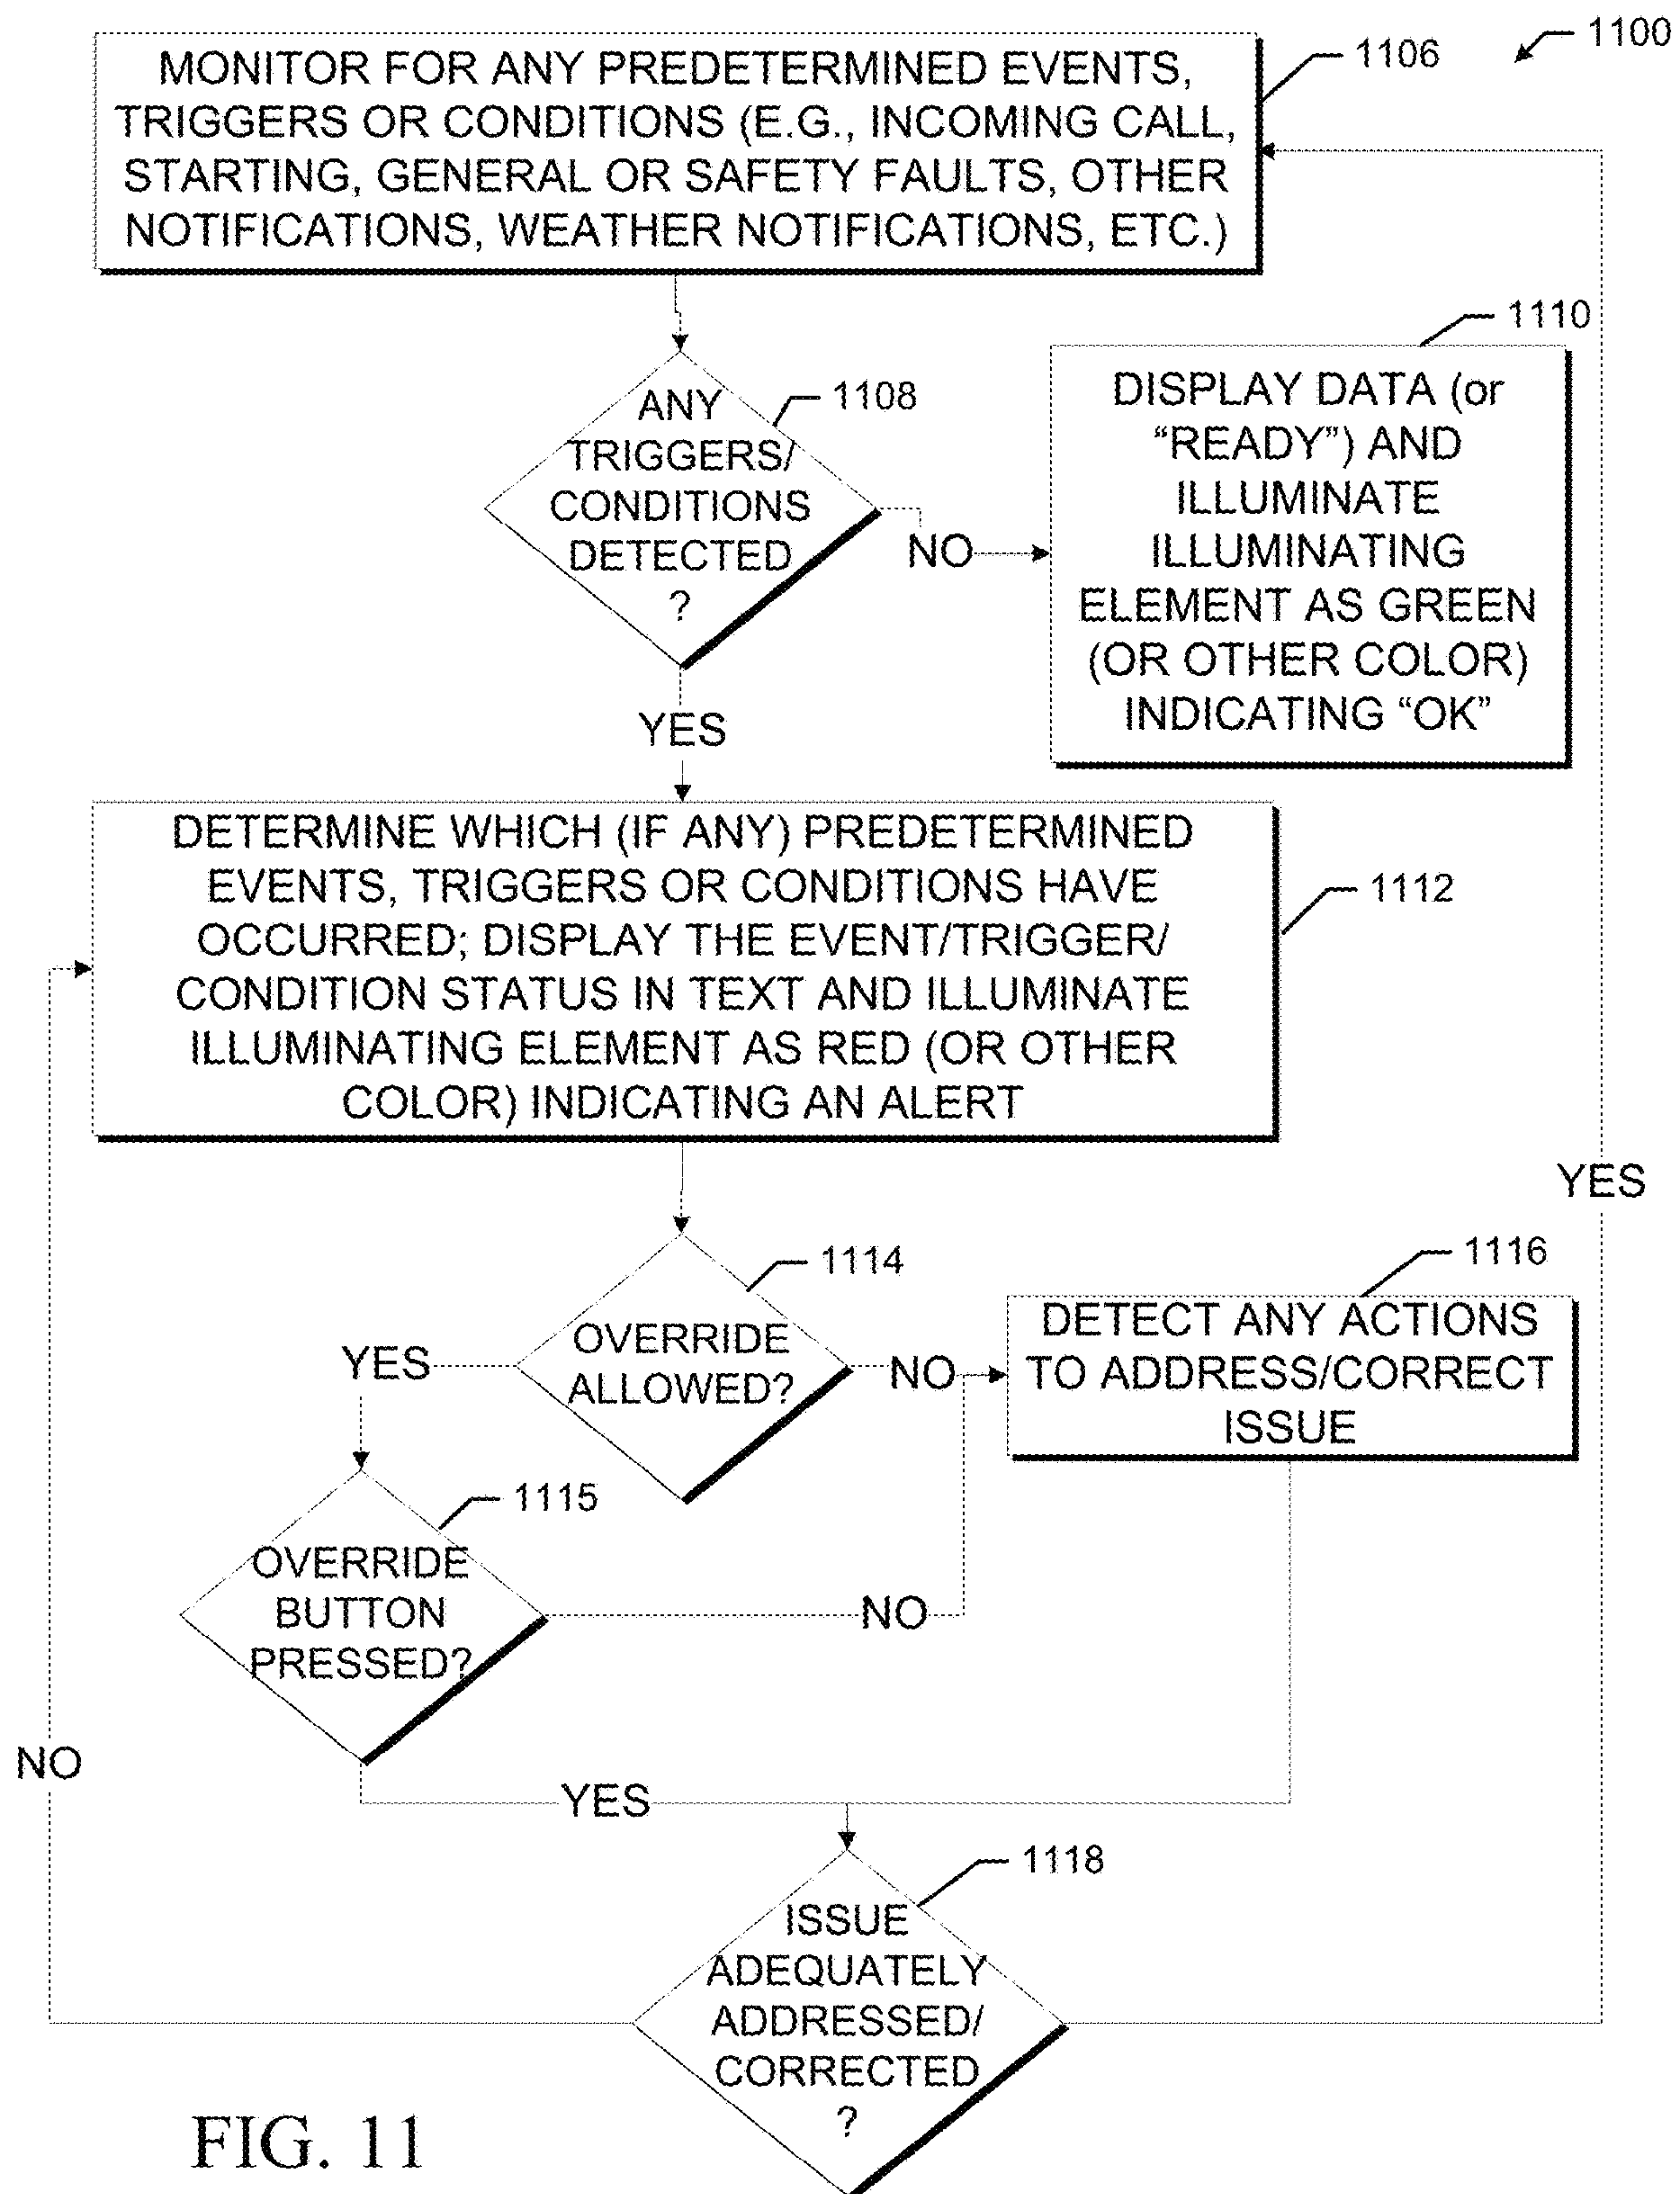 1100
1106
MONITOR FOR ANY PREDETERMINED EVENTS,
TRIGGERS OR CONDITIONS (E.G., INCOMING CALL,
STARTING, GENERAL OR SAFETY FAULTS, OTHER
NOTIFICATIONS, WEATHER NOTIFICATIONS, ETC.)
1108
ANY
TRIGGERS/
CONDITIONS
DETECTED
?
NO
1110
DISPLAY DATA (or
“READY”) AND
ILLUMINATE
ILLUMINATING
ELEMENT AS GREEN
(OR OTHER COLOR)
INDICATING “OK”
YES
DETERMINE WHICH (IF ANY) PREDETERMINED
EVENTS, TRIGGERS OR CONDITIONS HAVE
OCCURRED; DISPLAY THE EVENT/TRIGGER/
CONDITION STATUS IN TEXT AND ILLUMINATE
ILLUMINATING ELEMENT AS RED (OR OTHER
COLOR) INDICATING AN ALERT
1112
YES
1114
OVERRIDE
ALLOWED?
YES
NO
1116
DETECT ANY ACTIONS
TO ADDRESS/CORRECT
ISSUE
1115
OVERRIDE
BUTTON
PRESSED?
NO
NO
YES
1118
ISSUE
ADEQUATELY
ADDRESSED/
CORRECTED
?
FIG. 11